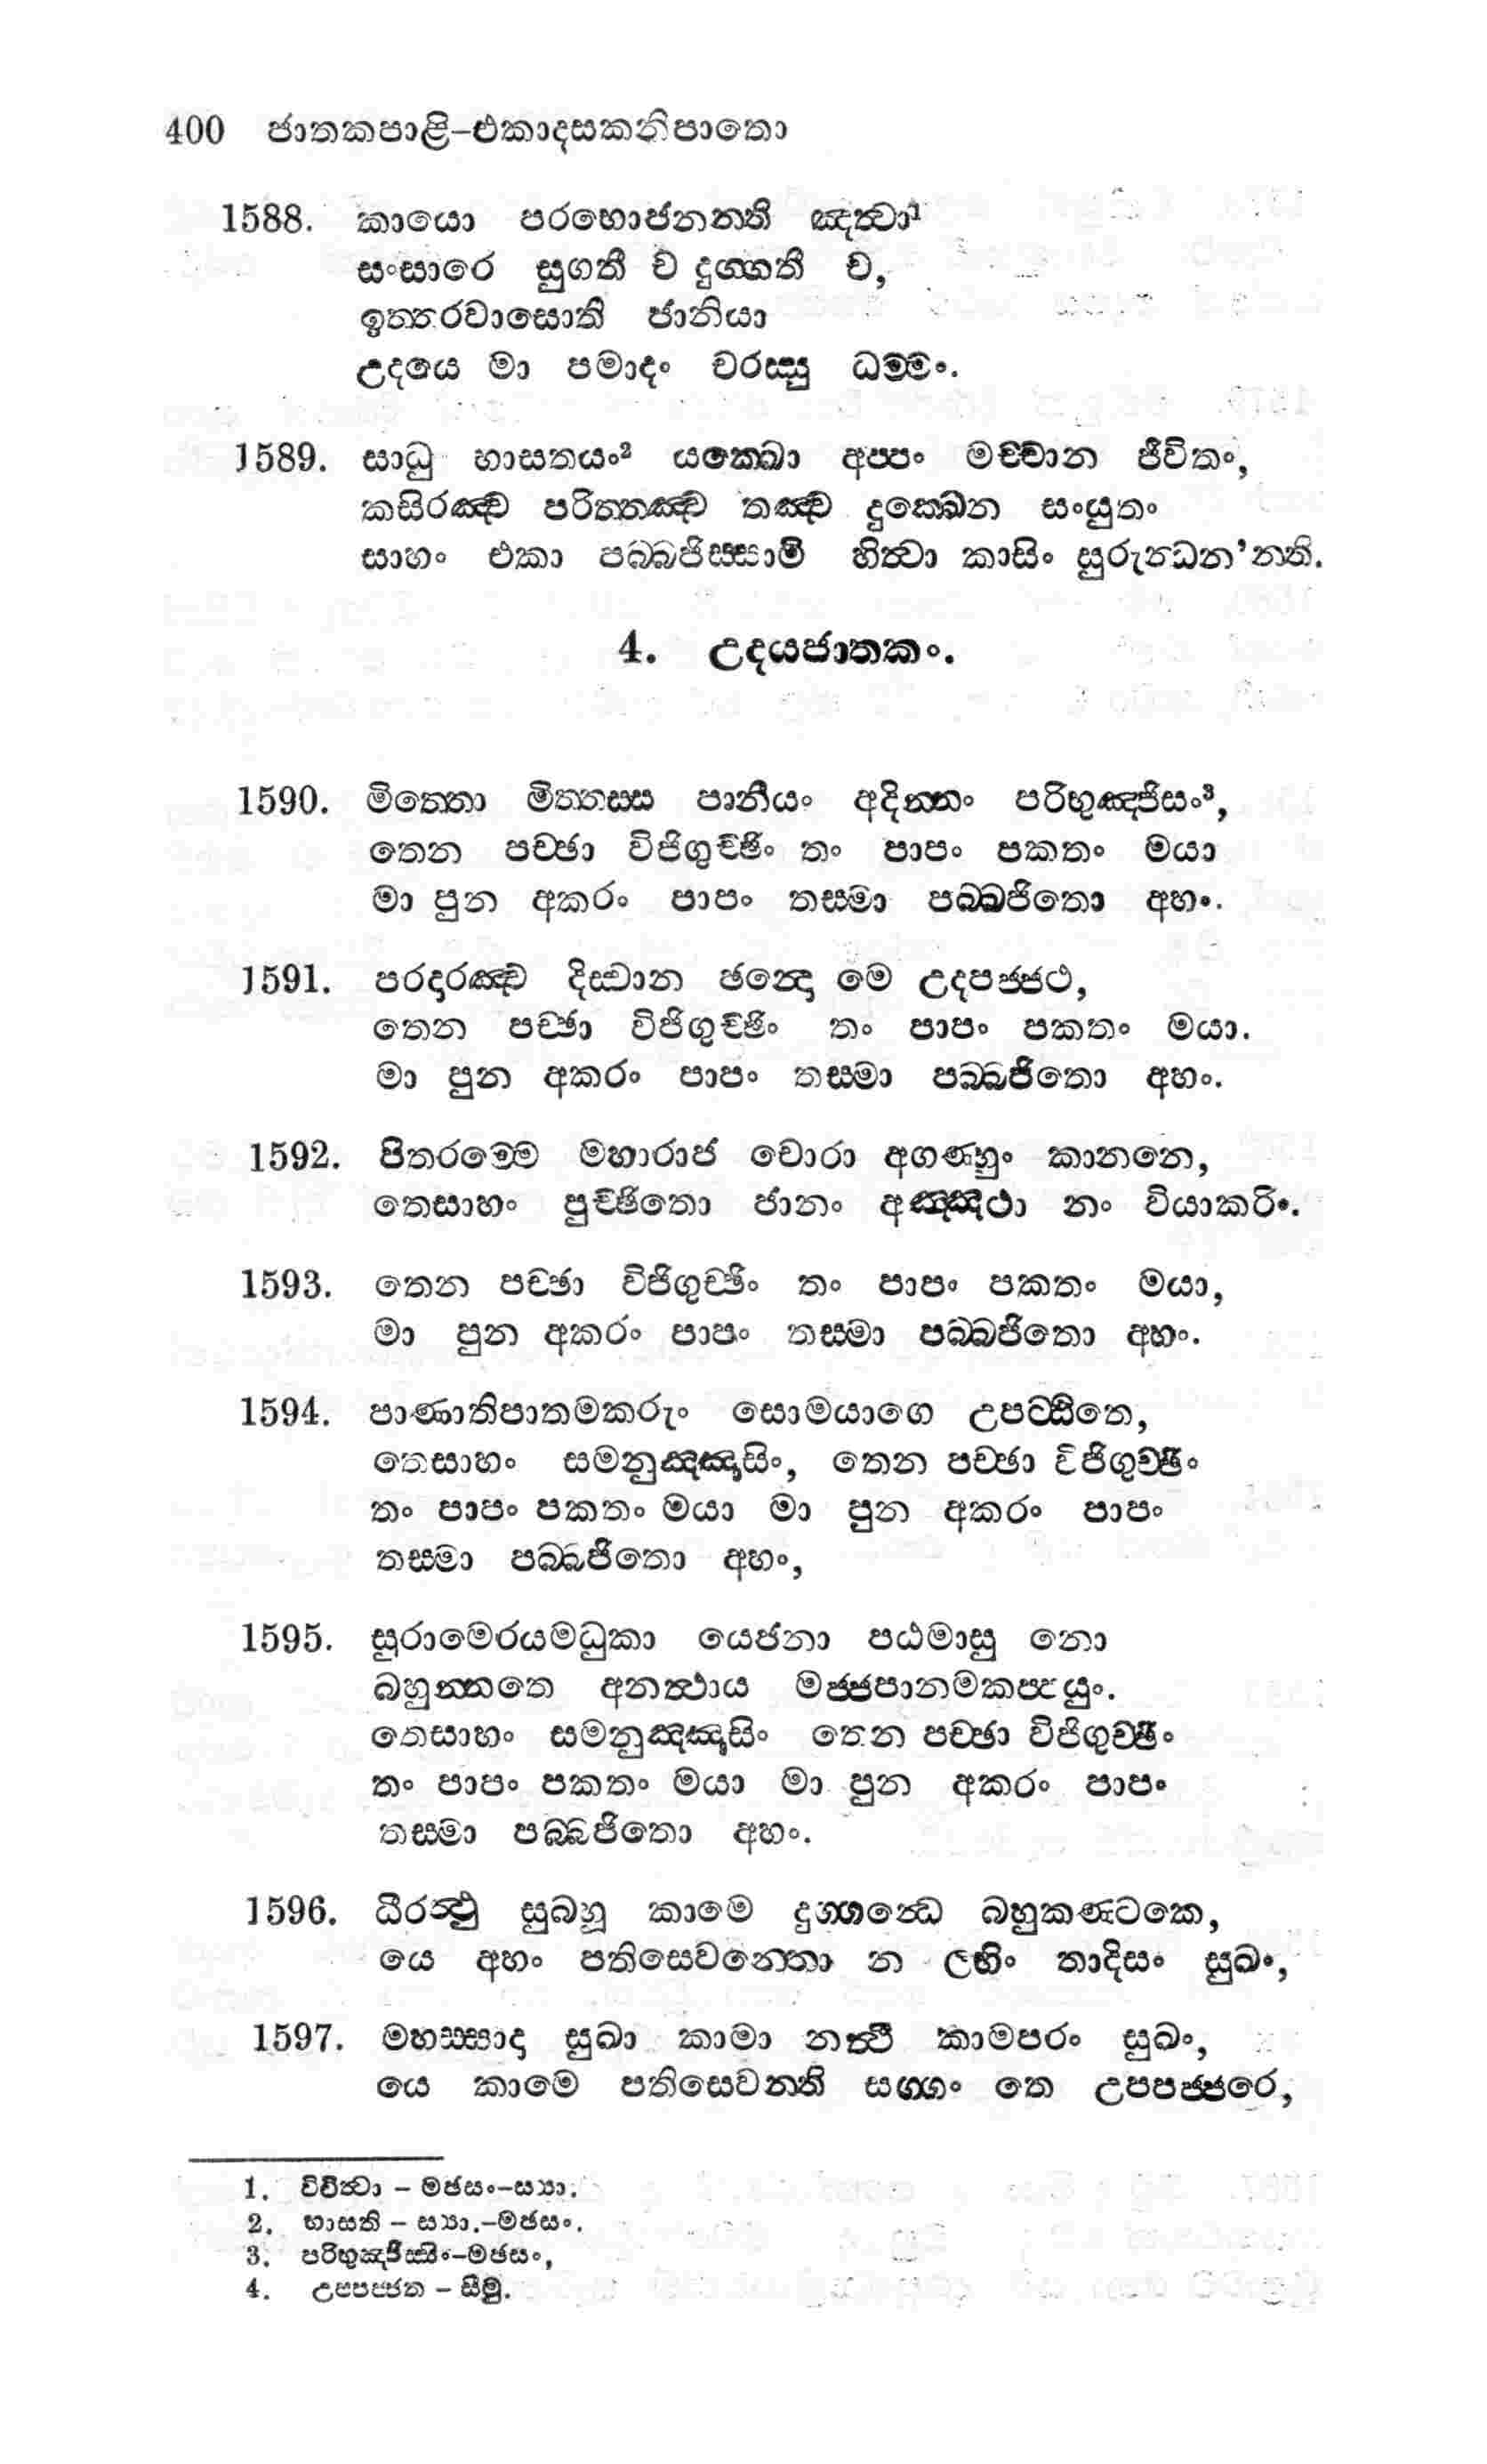 400 ජාතකපාළි–එකාදසකනිපාතො
1588. කායො පරභොජනන්ති ඤත්වා¹
සංසාරෙ සුගතී ච දුග්ගතී ච,
ඉත්තරවාසොති ජානියා
උදයෙ මා පමාදං චරස්සු ධම්මං.
1589. සාධු භාසතයං² යක්ඛො අප්පං මච්චාන ජීවිතං,
කසිරඤ්ච පරිත්තඤ්ච තඤ්ච දුක්ඛෙන සංයුතං
සාහං එකා පබ්බජිස්සාමි හිත්වා කාසිං සුරුන්ධන'න්ති.
4. උදයජාතකං.
1590. මිත්තො මිත්තස්ස පානීයං අදින්නං පරිභුඤ්ජිසං³,
තෙන පච්ඡා විජිගුච්ඡිං තං පාපං පකතං මයා
මා පුන අකරං පාපං තස්මා පබ්බජිතො අහං.
1591. පරදාරඤ්ච දිස්වාන ඡන්දො මෙ උදපජ්ජථ,
තෙන පච්ඡා විජිගුච්ඡිං තං පාපං පකතං මයා.
මා පුන අකරං පාපං තස්මා පබ්බජිතො අහං.
1592. පිතරම්මෙ මහාරාජ චොරා අගණ්හුං කානනෙ,
තෙසාහං පුච්ඡිතො ජානං අඤ්ඤථා නං වියාකරිං.
1593. තෙන පච්ඡා විජිගුච්ඡිං තං පාපං පකතං මයා,
මා පුන අකරං පාපං තස්මා පබ්බජිතො අහං.
1594. පාණාතිපාතමකරුං සොමයාගෙ උපට්ඨිතෙ,
තෙසාහං සමනුඤ්ඤාසිං, තෙන පච්ඡා විජිගුච්ඡිං
තං පාපං පකතං මයා මා පුන අකරං පාපං
තස්මා පබ්බජිතො අහං,
1595. සුරාමෙරයමධුකා යෙජනා පඨමාසු නො
බහුන්නතෙ අනත්ථාය මජ්ජපානමකප්පයුං.
තෙසාහං සමනුඤ්ඤාසිං තෙන පච්ඡා විජිගුච්ඡිං
තං පාපං පකතං මයා මා පුන අකරං පාපං
තස්මා පබ්බජිතො අහං.
1596. ධීරත්ථු සුබහූ කාමෙ දුග්ගන්ධෙ බහුකණ්ටකෙ,
යෙ අහං පතිසෙවන්තො න ලභිං තාදිසං සුඛං,
1597. මහස්සාදා සුඛා කාමා නත්ථි කාමපරං සුඛං,
යෙ කාමෙ පතිසෙවන්ති සග්ගං තෙ උපපජ්ජරෙ,
1. විචිත්වා – මඡසං–ස්‍යා.
2. භාසති – ස්‍යා.–මඡසං.
3. පරිභුඤ්ජිස්සිං–මඡසං,
4. උපපජ්ජත – සීමු.